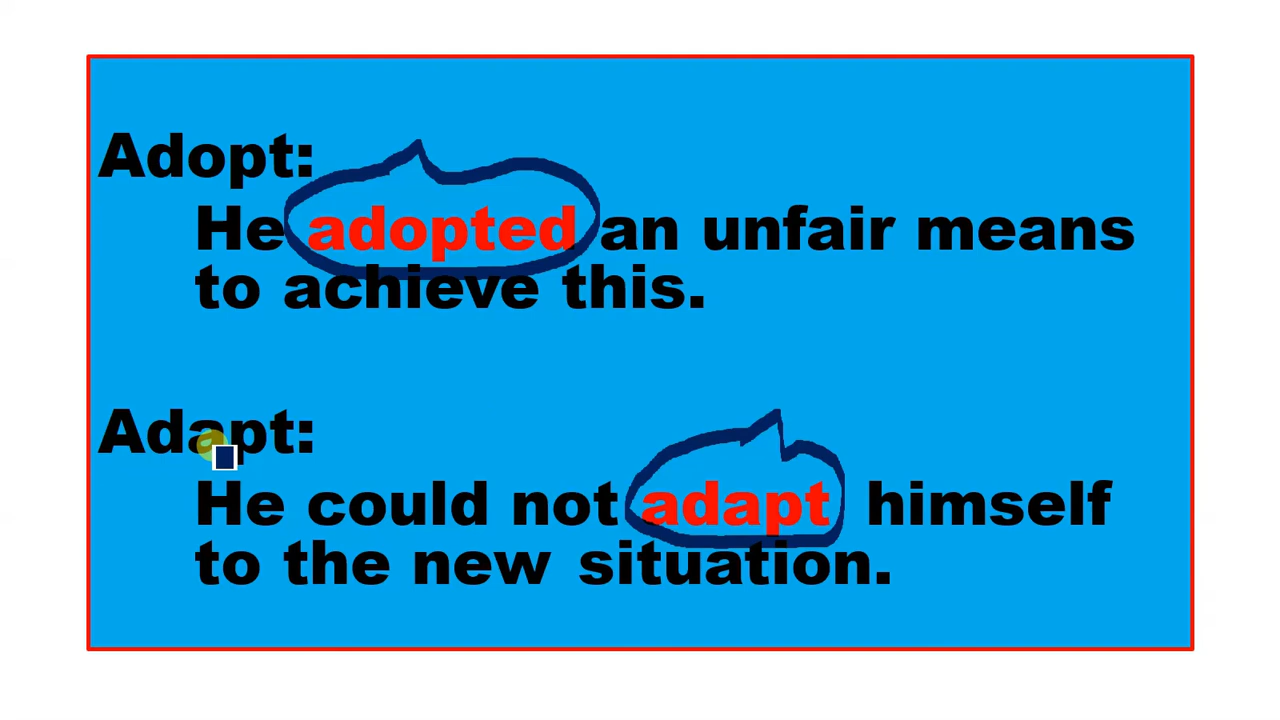 Adopt:
He adopted an unfair means
to achieve this.
Adapt:
He could not adapt himself
to the new situation.